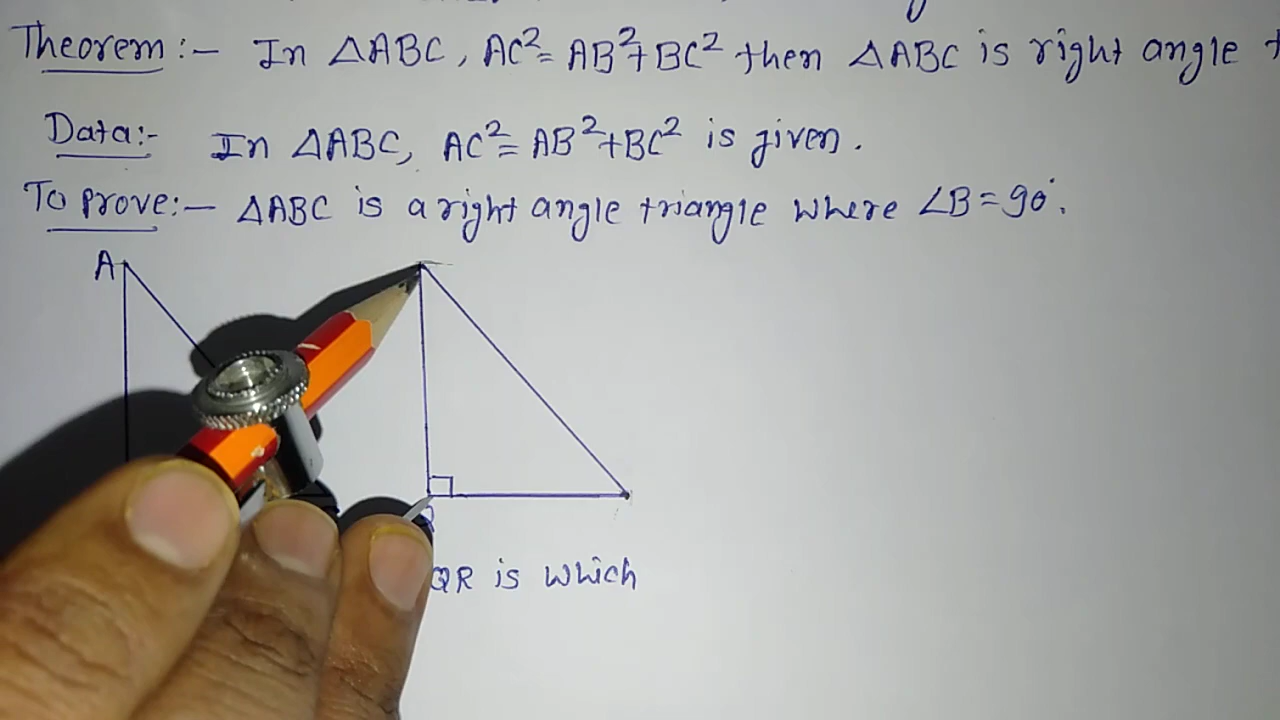 Theorem :- In △ABC, AC²= AB²+BC² then △ABC is right angle
Data:- In △ABC, AC²= AB²+BC² is given.
To prove:- △ABC is a right angle triangle where ∠B=90°.
A
QR is which